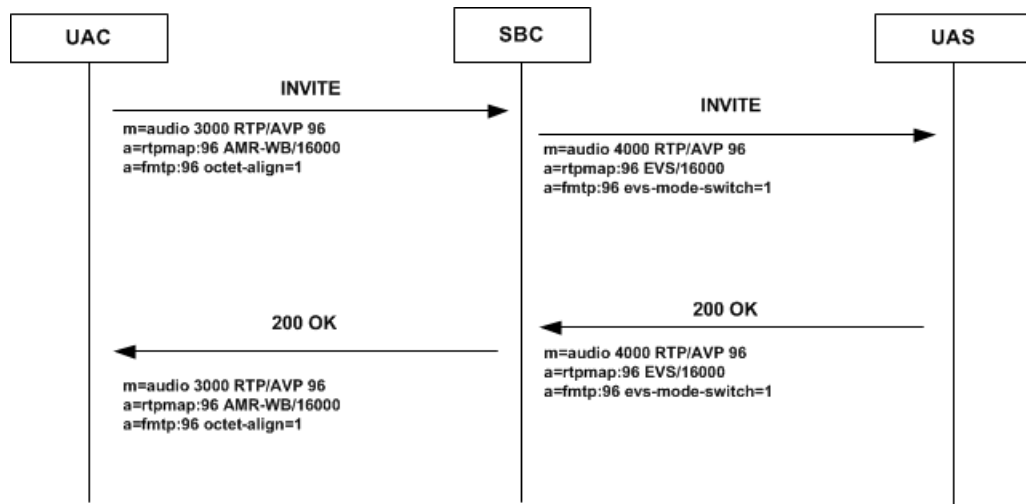 UAC
SBC
UAS
INVITE
m=audio 3000 RTP/AVP 96
a=rtpmap:96 AMR-WB/16000
a=fmtp:96 octet-align=1
INVITE
m=audio 4000 RTP/AVP 96
a=rtpmap:96 EVS/16000
a=fmtp:96 evs-mode-switch=1
200 OK
m=audio 4000 RTP/AVP 96
a=rtpmap:96 EVS/16000
a=fmtp:96 evs-mode-switch=1
200 OK
m=audio 3000 RTP/AVP 96
a=rtpmap:96 AMR-WB/16000
a=fmtp:96 octet-align=1